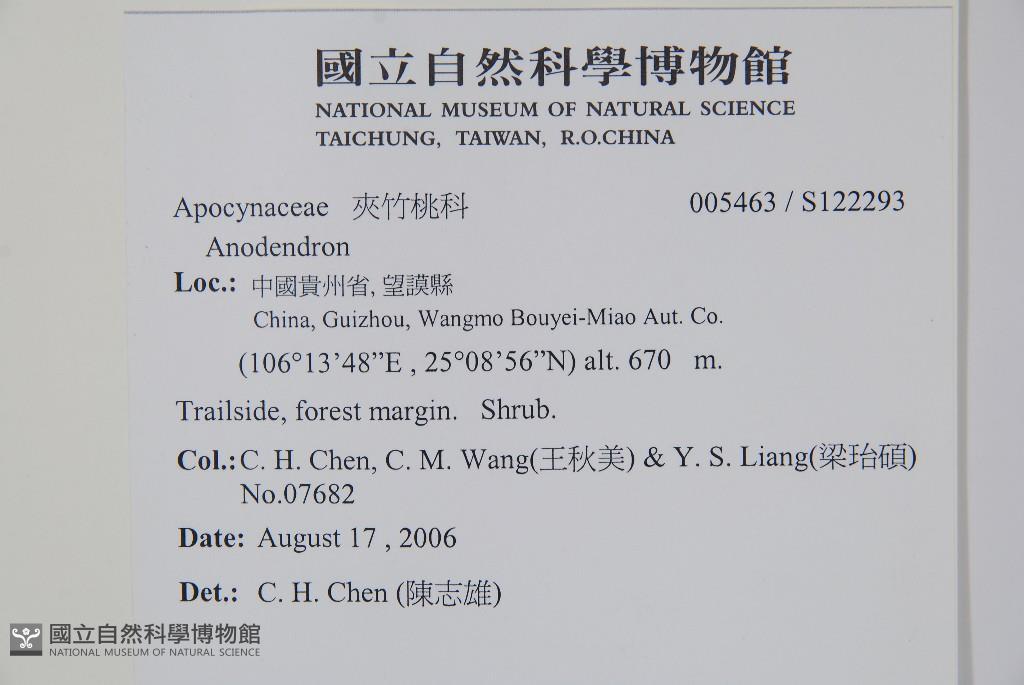 國立自然科學博物館
NATIONAL MUSEUM OF NATURAL SCIENCE
TAICHUNG, TAIWAN, R.O.CHINA
Apocynaceae 夾竹桃科 005463 / S122293
Anodendron
Loc.: 中國貴州省, 望謨縣
China, Guizhou, Wangmo Bouyei-Miao Aut. Co.
(106°13’48”E , 25°08’56”N) alt. 670 m.
Trailside, forest margin. Shrub.
Col.: C. H. Chen, C. M. Wang(王秋美) & Y. S. Liang(梁珆碩)
No.07682
Date: August 17 , 2006
Det.: C. H. Chen (陳志雄)
國立自然科學博物館
NATIONAL MUSEUM OF NATURAL SCIENCE